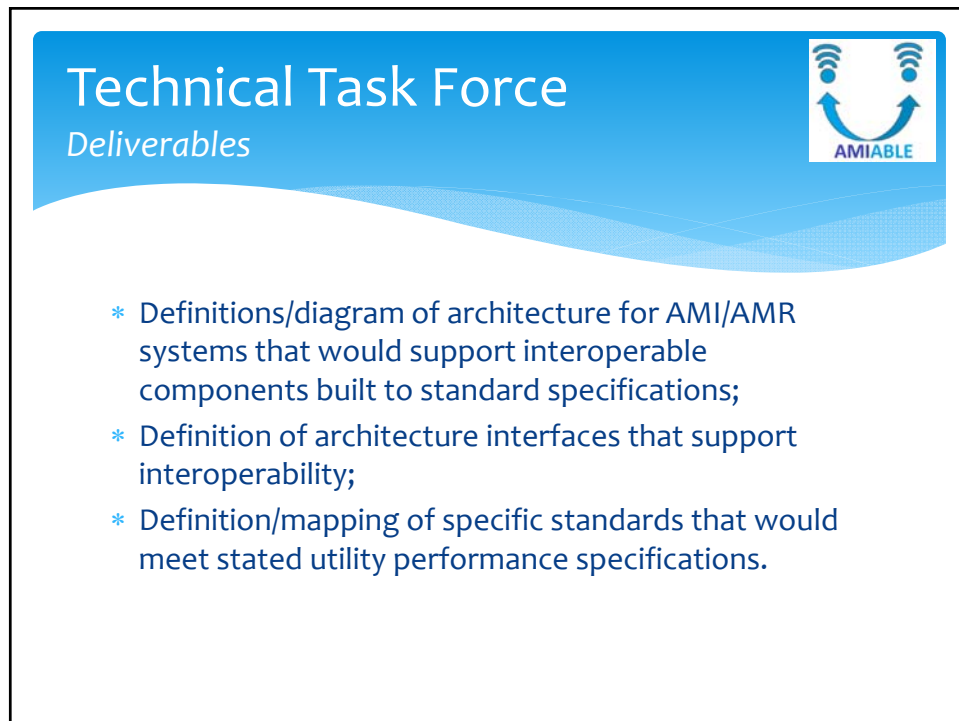 Technical Task Force
Deliverables
AMIABLE
* Definitions/diagram of architecture for AMI/AMR
systems that would support interoperable
components built to standard specifications;
* Definition of architecture interfaces that support
interoperability;
* Definition/mapping of specific standards that would
meet stated utility performance specifications.